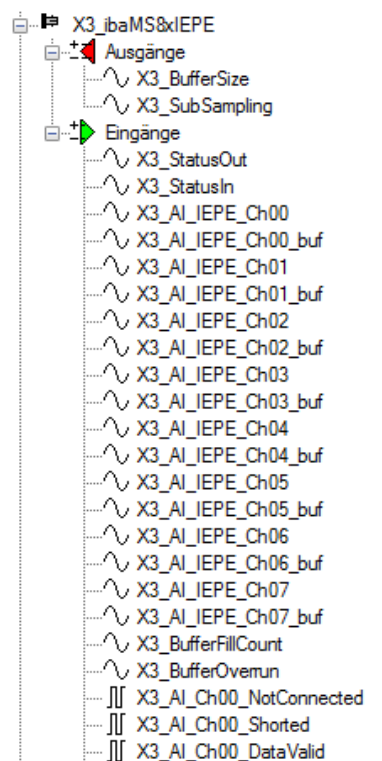 X3_ibaMS8xIEPE
Ausgänge
X3_BufferSize
X3_SubSampling
Eingänge
X3_StatusOut
X3_StatusIn
X3_AI_IEPE_Ch00
X3_AI_IEPE_Ch00_buf
X3_AI_IEPE_Ch01
X3_AI_IEPE_Ch01_buf
X3_AI_IEPE_Ch02
X3_AI_IEPE_Ch02_buf
X3_AI_IEPE_Ch03
X3_AI_IEPE_Ch03_buf
X3_AI_IEPE_Ch04
X3_AI_IEPE_Ch04_buf
X3_AI_IEPE_Ch05
X3_AI_IEPE_Ch05_buf
X3_AI_IEPE_Ch06
X3_AI_IEPE_Ch06_buf
X3_AI_IEPE_Ch07
X3_AI_IEPE_Ch07_buf
X3_BufferFillCount
X3_BufferOverrun
X3_AI_Ch00_NotConnected
X3_AI_Ch00_Shorted
X3_AI_Ch00_DataValid